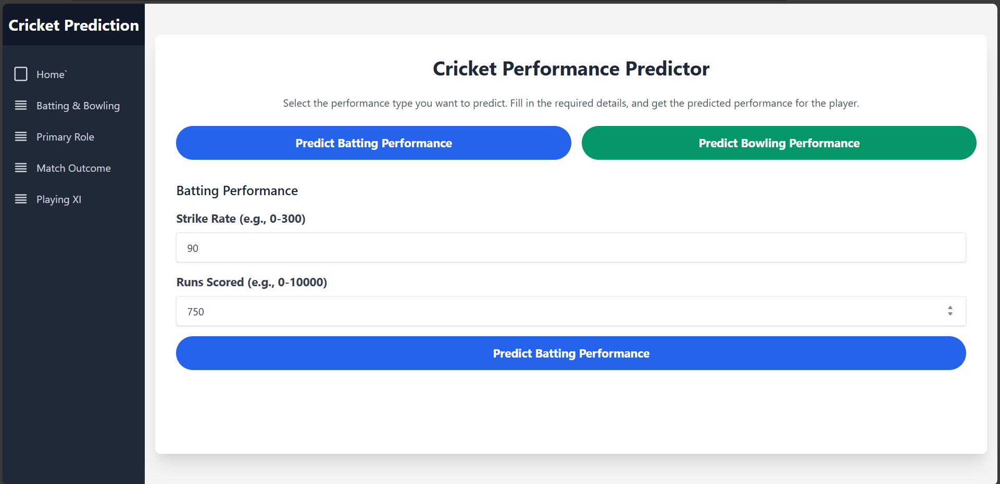 Cricket Prediction
Home`
Batting & Bowling
Primary Role
Match Outcome
Playing XI
Cricket Performance Predictor
Select the performance type you want to predict. Fill in the required details, and get the predicted performance for the player.
Predict Batting Performance
Predict Bowling Performance
Batting Performance
Strike Rate (e.g., 0-300)
90
Runs Scored (e.g., 0-10000)
750
Predict Batting Performance